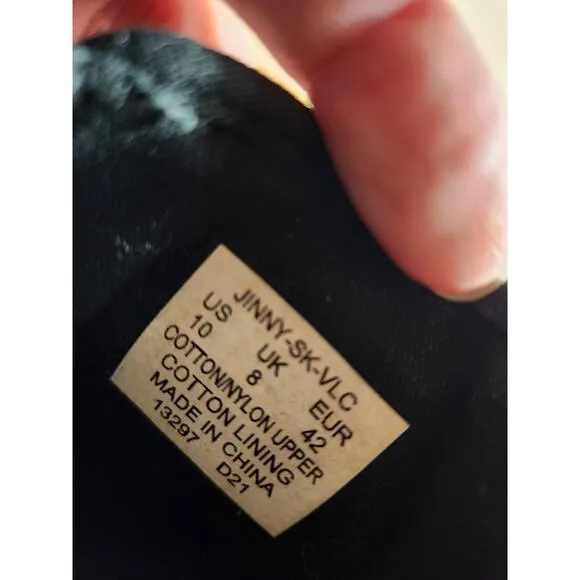 JINNY-SK-VLC
US UK EUR
10 8 42
COTTON/NYLON UPPER
COTTON LINING
MADE IN CHINA
13297 D21